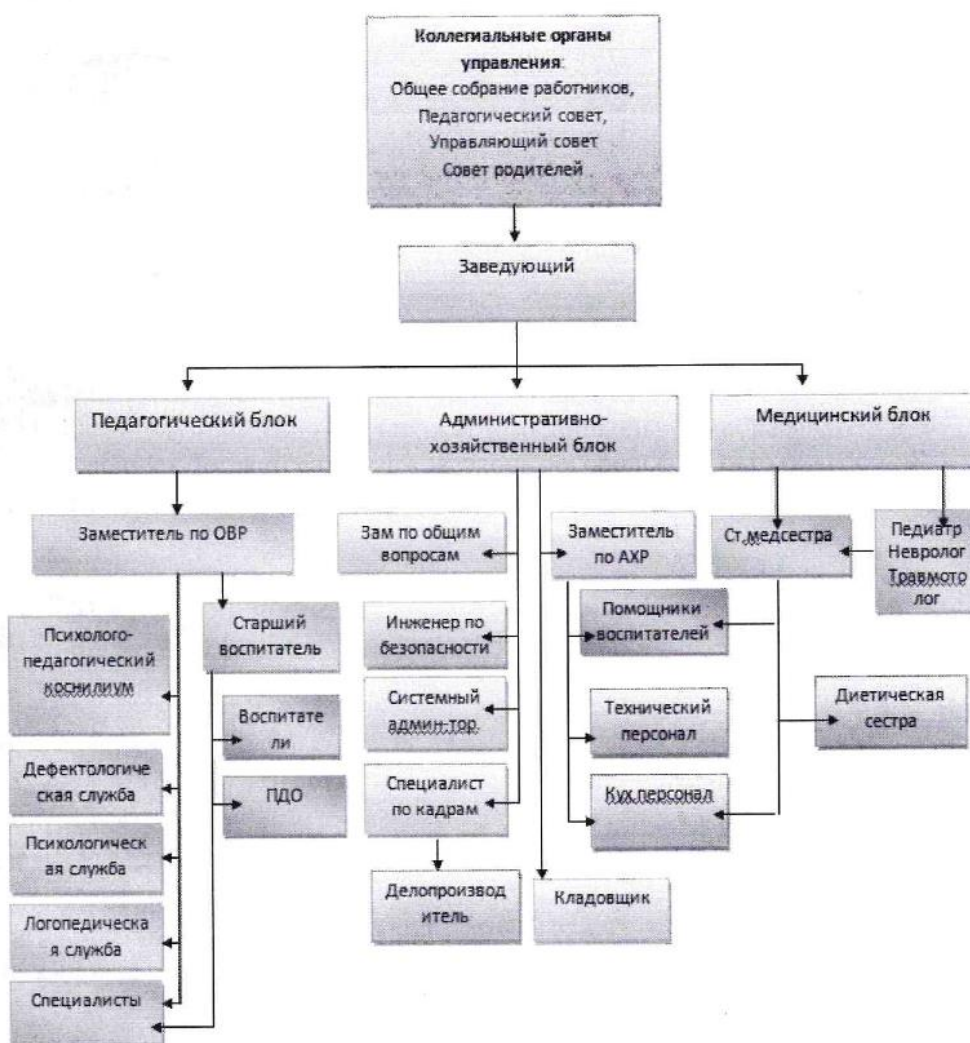 Коллегиальные органы
управления:
Общее собрание работников,
Педагогический совет,
Управляющий совет
Совет родителей
Заведующий
Педагогический блок
Административно-
хозяйственный блок
Медицинский блок
Заместитель по ОВР
Зам по общим
вопросам
Заместитель
по АХР
Ст.медсестра
Педиатр
Невролог
Травмото
лог
Психолого-
педагогический
коснилиум
Старший
воспитатель
Инженер по
безопасности
Помощники
воспитателей
Воспитате
ли
Системный
админ-тор.
Технический
персонал
Диетическая
сестра
Дефектологиче
ская служба
ПДО
Специалист
по кадрам
Кух.персонал
Психологическ
ая служба
Делопроизвод
итель
Кладовщик
Логопедическа
я служба
Специалисты